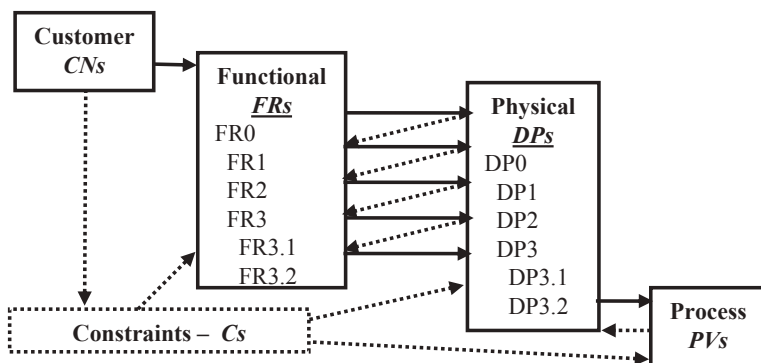 Customer
CNs
Functional
FRs
FR0
FR1
FR2
FR3
FR3.1
FR3.2
Physical
DPs
DP0
DP1
DP2
DP3
DP3.1
DP3.2
Process
PVs
Constraints – Cs